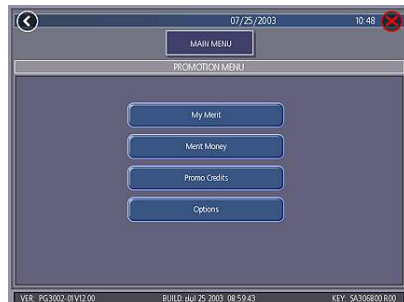 07/25/2003 10:48
MAIN MENU
PROMOTION MENU
My Merit
Merit Money
Promo Credits
Options
VER: PG3002-01V12.00 BUILD: Jul 25 2003 08:59:43 KEY: SA306800 R00